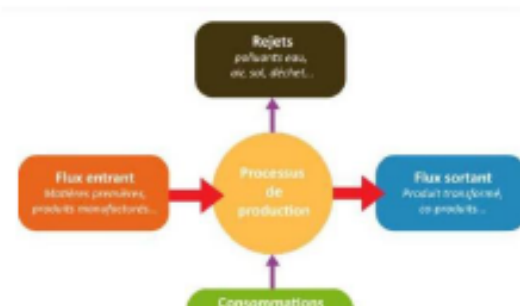 Rejets
polluants eau,
air, sol, déchet...
Flux entrant
Matières premières,
produits manufacturés...
Processus
de
production
Flux sortant
Produit transformé,
co-produits...
Consommations